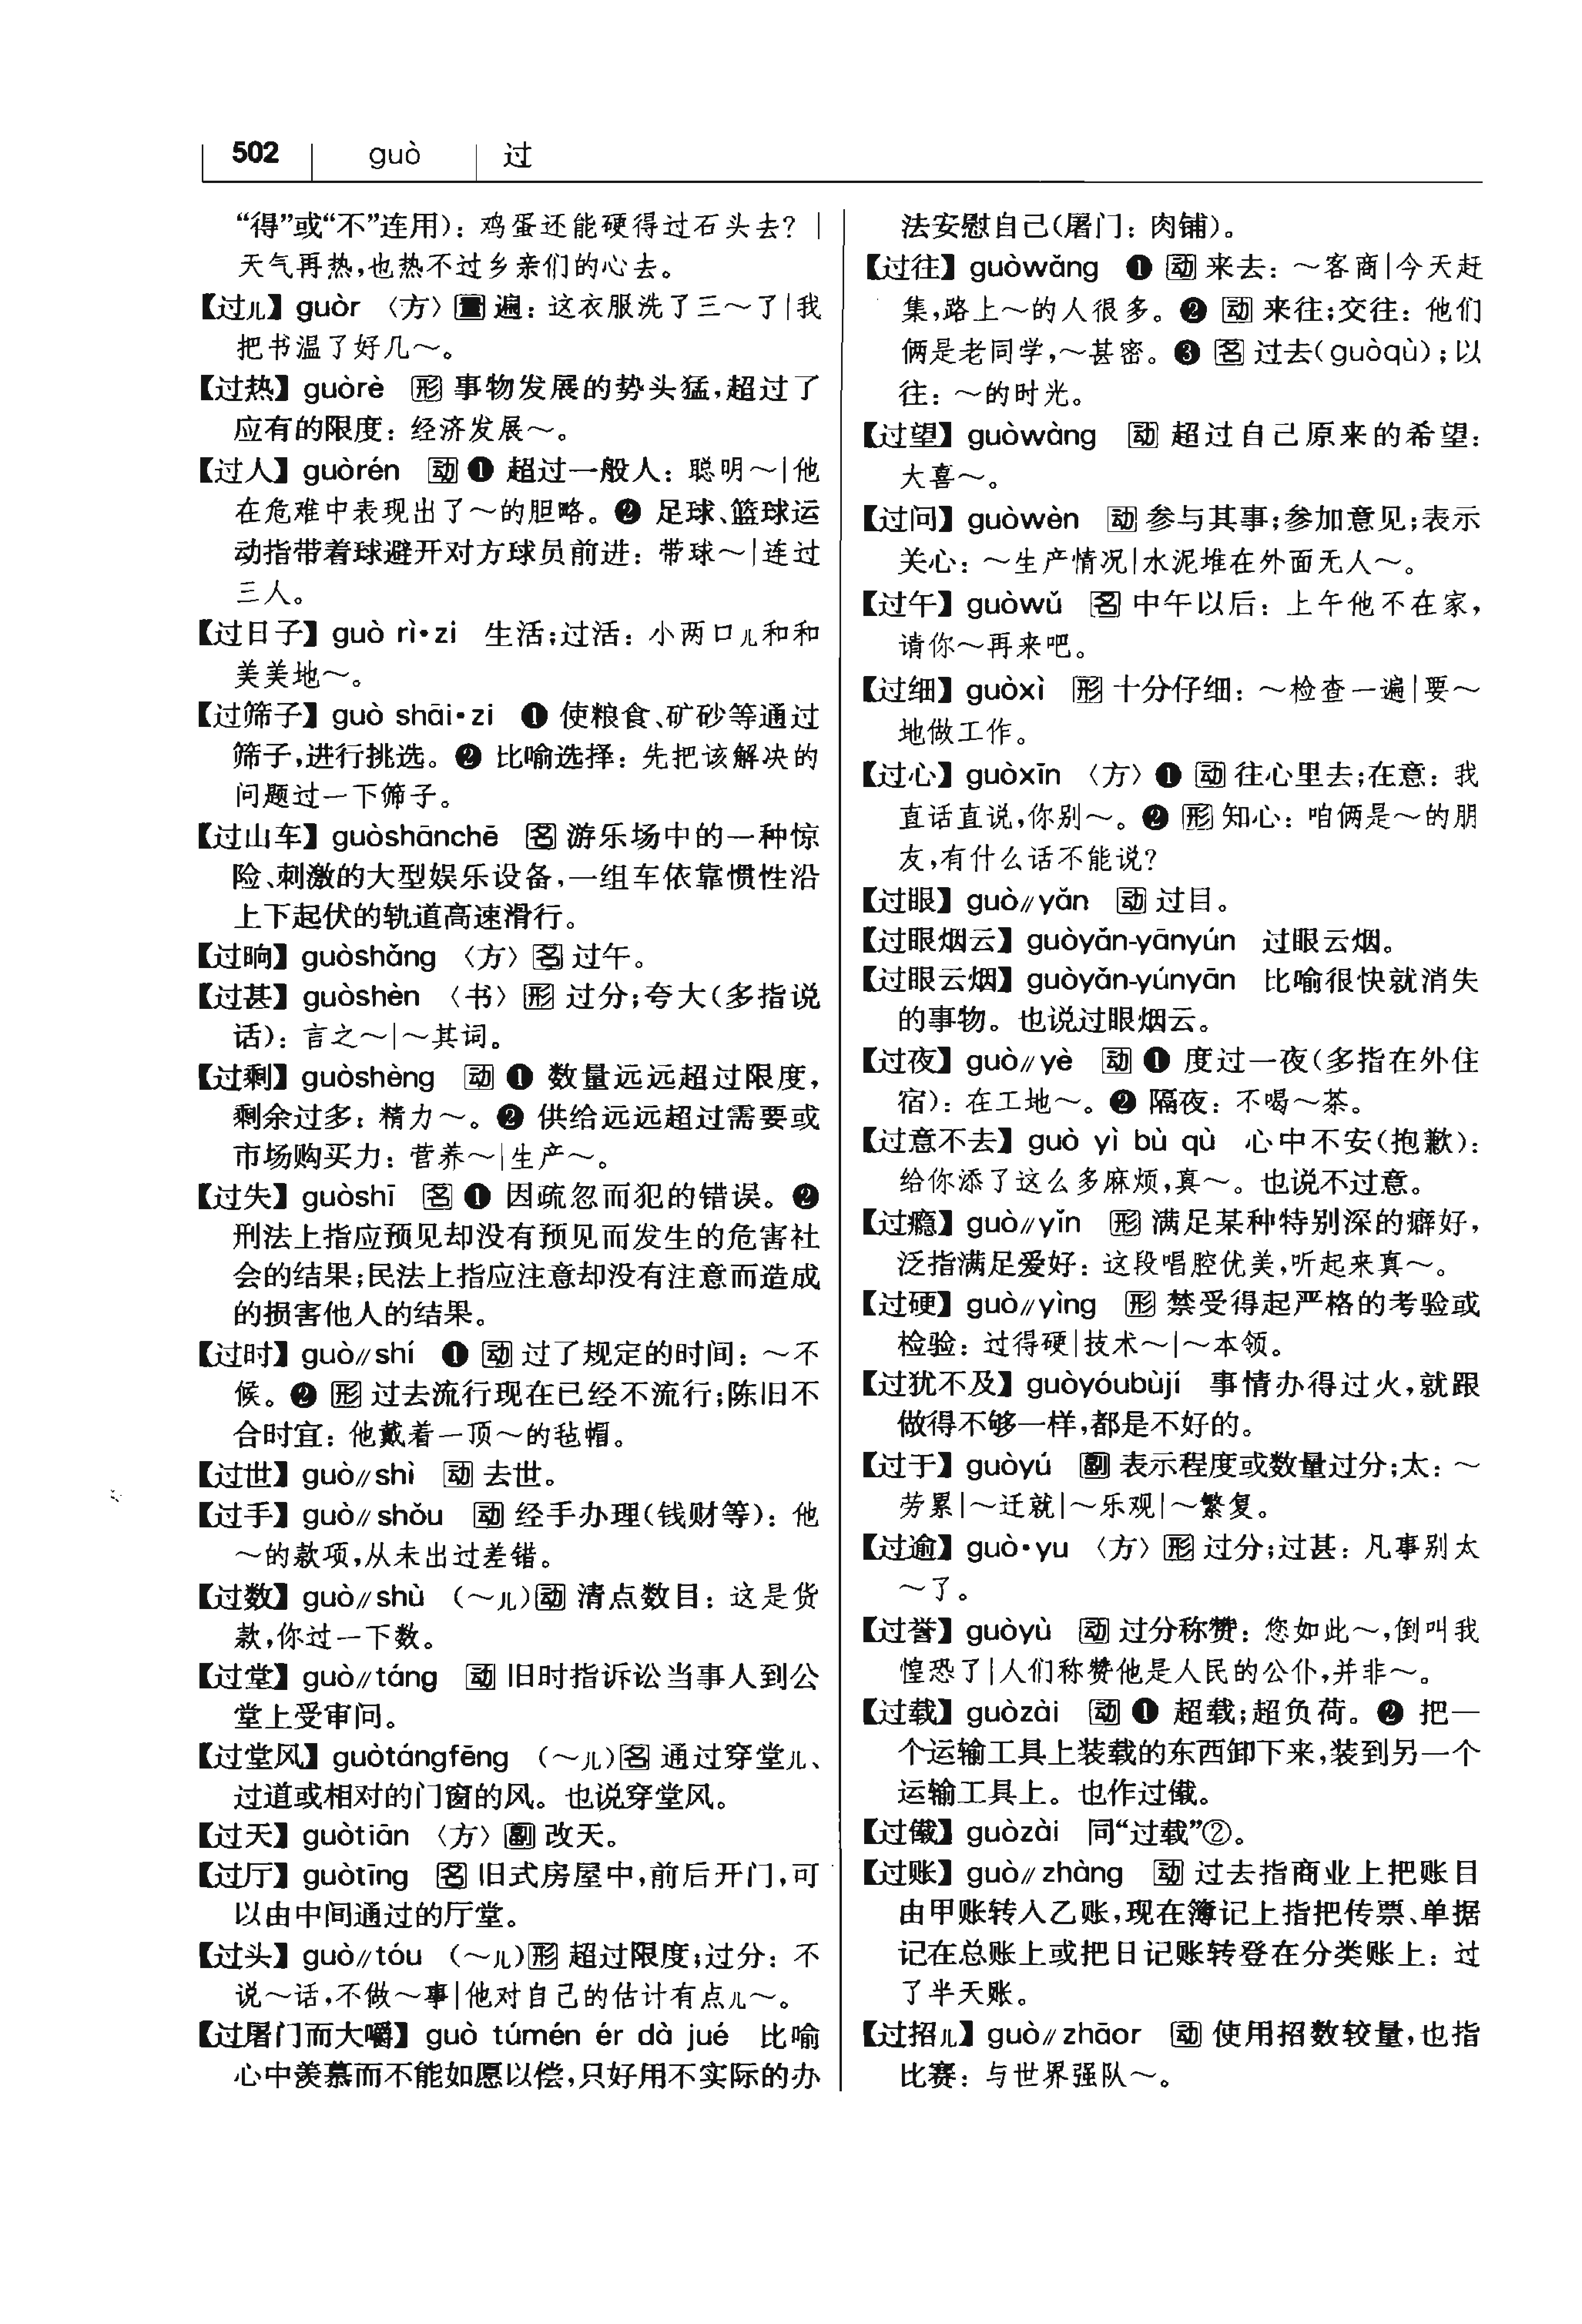 502 guò 过
“得”或“不”连用)：鸡蛋还能硬得过石头去？|
天气再热,也热不过乡亲们的心去。
【过儿】guòr 〈方〉量 遍：这衣服洗了三～了|我
把书温了好几～。
【过热】guòrè 形 事物发展的势头猛,超过了
应有的限度：经济发展～。
【过人】guòrén 动 ❶ 超过一般人：聪明～|他
在危难中表现出了～的胆略。❷ 足球、篮球运
动指带着球避开对方球员前进：带球～|连过
三人。
【过日子】guò rì•zi 生活;过活：小两口儿和和
美美地～。
【过筛子】guò shāi•zi ❶ 使粮食、矿砂等通过
筛子,进行挑选。❷ 比喻选择：先把该解决的
问题过一下筛子。
【过山车】guòshānchē 名 游乐场中的一种惊
险、刺激的大型娱乐设备,一组车依靠惯性沿
上下起伏的轨道高速滑行。
【过晌】guòshǎng 〈方〉名 过午。
【过甚】guòshèn 〈书〉形 过分;夸大(多指说
话)：言之～|～其词。
【过剩】guòshèng 动 ❶ 数量远远超过限度,
剩余过多：精力～。❷ 供给远远超过需要或
市场购买力：营养～|生产～。
【过失】guòshī 名 ❶ 因疏忽而犯的错误。❷
刑法上指应预见却没有预见而发生的危害社
会的结果;民法上指应注意却没有注意而造成
的损害他人的结果。
【过时】guò∥shí ❶ 动 过了规定的时间：～不
候。❷ 形 过去流行现在已经不流行;陈旧不
合时宜：他戴着一顶～的毡帽。
【过世】guò∥shì 动 去世。
【过手】guò∥shǒu 动 经手办理(钱财等)：他
～的款项,从未出过差错。
【过数】guò∥shù (～儿)动 清点数目：这是货
款,你过一下数。
【过堂】guò∥táng 动 旧时指诉讼当事人到公
堂上受审问。
【过堂风】guòtángfēng (～儿)名 通过穿堂儿、
过道或相对的门窗的风。也说穿堂风。
【过天】guòtiān 〈方〉副 改天。
【过厅】guòtīng 名 旧式房屋中,前后开门,可
以由中间通过的厅堂。
【过头】guò∥tóu (～儿)形 超过限度;过分：不
说～话,不做～事|他对自己的估计有点儿～。
【过屠门而大嚼】guò túmén ér dà jué 比喻
心中羡慕而不能如愿以偿,只好用不实际的办
法安慰自己(屠门：肉铺)。
【过往】guòwǎng ❶ 动 来去：～客商|今天赶
集,路上～的人很多。❷ 动 来往;交往：他们
俩是老同学,～甚密。❸ 名 过去(guòqù);以
往：～的时光。
【过望】guòwàng 动 超过自己原来的希望：
大喜～。
【过问】guòwèn 动 参与其事;参加意见;表示
关心：～生产情况|水泥堆在外面无人～。
【过午】guòwǔ 名 中午以后：上午他不在家,
请你～再来吧。
【过细】guòxì 形 十分仔细：～检查一遍|要～
地做工作。
【过心】guòxīn 〈方〉❶ 动 往心里去;在意：我
直话直说,你别～。❷ 形 知心：咱俩是～的朋
友,有什么话不能说?
【过眼】guò∥yǎn 动 过目。
【过眼烟云】guòyǎn-yānyún 过眼云烟。
【过眼云烟】guòyǎn-yúnyān 比喻很快就消失
的事物。也说过眼烟云。
【过夜】guò∥yè 动 ❶ 度过一夜(多指在外住
宿)：在工地～。❷ 隔夜：不喝～茶。
【过意不去】guò yì bù qù 心中不安(抱歉)：
给你添了这么多麻烦,真～。也说不过意。
【过瘾】guò∥yǐn 形 满足某种特别深的癖好,
泛指满足爱好：这段唱腔优美,听起来真～。
【过硬】guò∥yìng 形 禁受得起严格的考验或
检验：过得硬|技术～|～本领。
【过犹不及】guòyóubùjí 事情办得过火,就跟
做得不够一样,都是不好的。
【过于】guòyú 副 表示程度或数量过分;太：～
劳累|～迁就|～乐观|～繁复。
【过逾】guò•yu 〈方〉形 过分;过甚：凡事别太
～了。
【过誉】guòyù 动 过分称赞：您如此～,倒叫我
惶恐了|人们称赞他是人民的公仆,并非～。
【过载】guòzài 动 ❶ 超载;超负荷。❷ 把一
个运输工具上装载的东西卸下来,装到另一个
运输工具上。也作过傤。
【过傤】guòzài 同“过载”②。
【过账】guò∥zhàng 动 过去指商业上把账目
由甲账转入乙账,现在簿记上指把传票、单据
记在总账上或把日记账转登在分类账上：过
了半天账。
【过招儿】guò∥zhāor 动 使用招数较量,也指
比赛：与世界强队～。